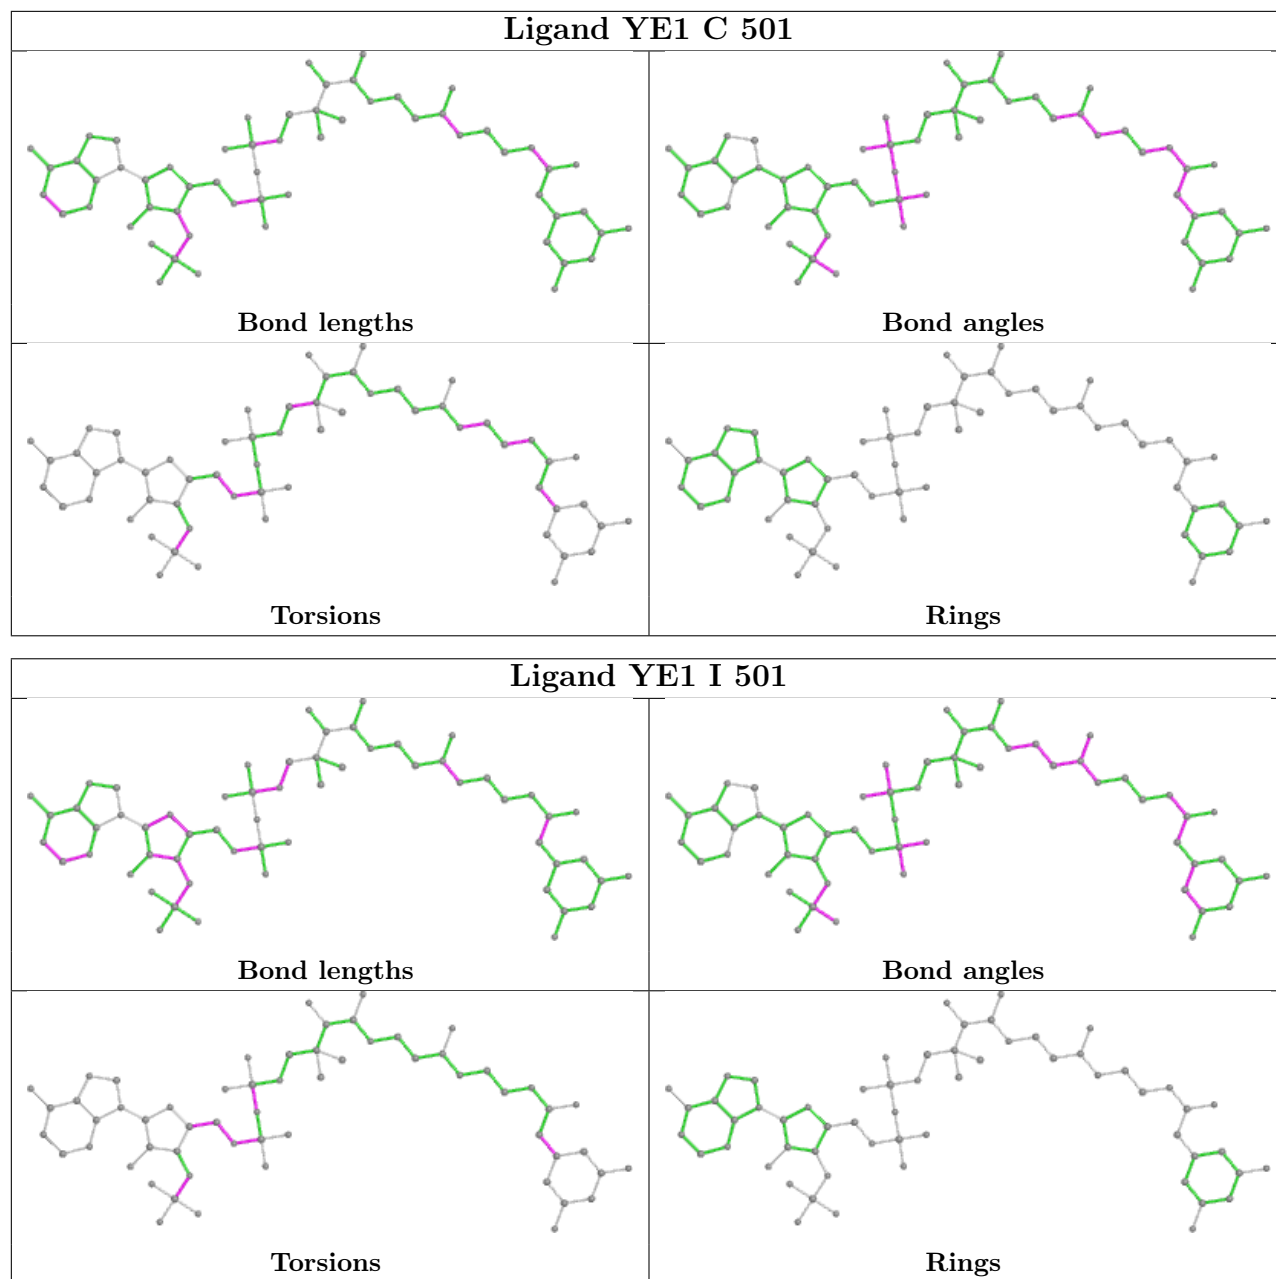 Ligand YE1 C 501
Bond lengths
Bond angles
Torsions
Rings
Ligand YE1 I 501
Bond lengths
Bond angles
Torsions
Rings